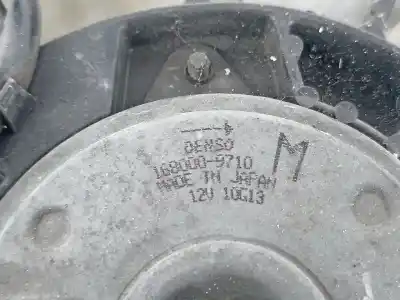 DENSO
168000-9710
MADE IN JAPAN
12V 10G13
M